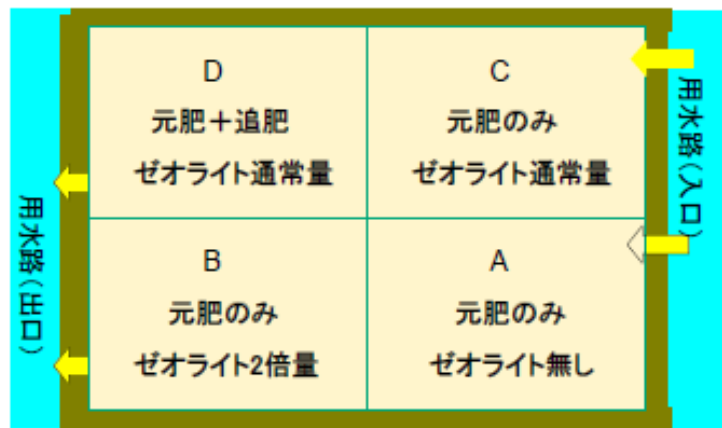 D
元肥＋追肥
ゼオライト通常量
C
元肥のみ
ゼオライト通常量
B
元肥のみ
ゼオライト2倍量
A
元肥のみ
ゼオライト無し
用水路(入口)
用水路(出口)